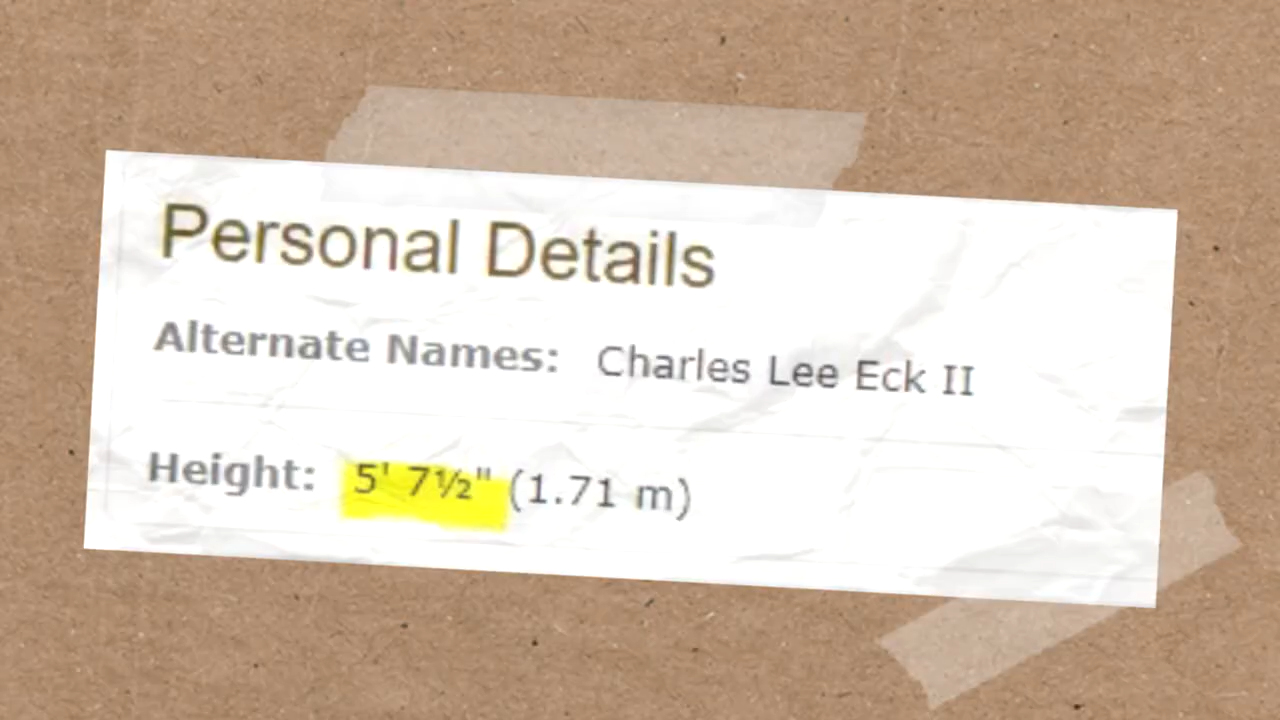 Personal Details
Alternate Names: Charles Lee Eck II
Height: 5' 7½" (1.71 m)